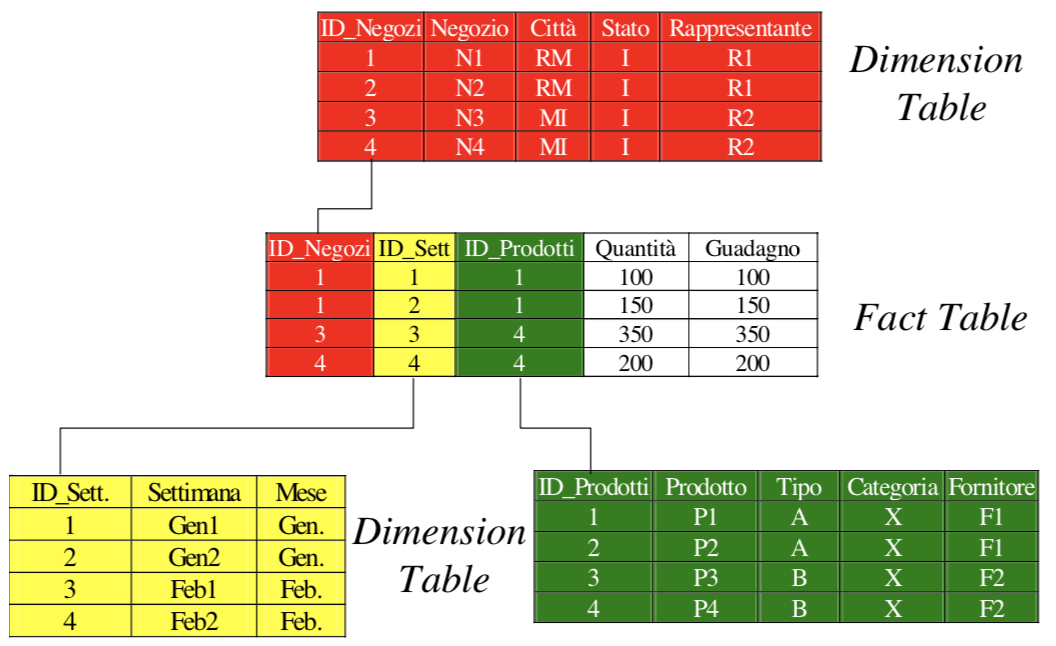 ID_Negozi Negozio Città Stato Rappresentante
1 N1 RM I R1
2 N2 RM I R1
3 N3 MI I R2
4 N4 MI I R2
Dimension
Table
ID_Negozi ID_Sett ID_Prodotti Quantità Guadagno
1 1 1 100 100
1 2 1 150 150
3 3 4 350 350
4 4 4 200 200
Fact Table
ID_Sett. Settimana Mese
1 Gen1 Gen.
2 Gen2 Gen.
3 Feb1 Feb.
4 Feb2 Feb.
Dimension
Table
ID_Prodotti Prodotto Tipo Categoria Fornitore
1 P1 A X F1
2 P2 A X F1
3 P3 B X F2
4 P4 B X F2